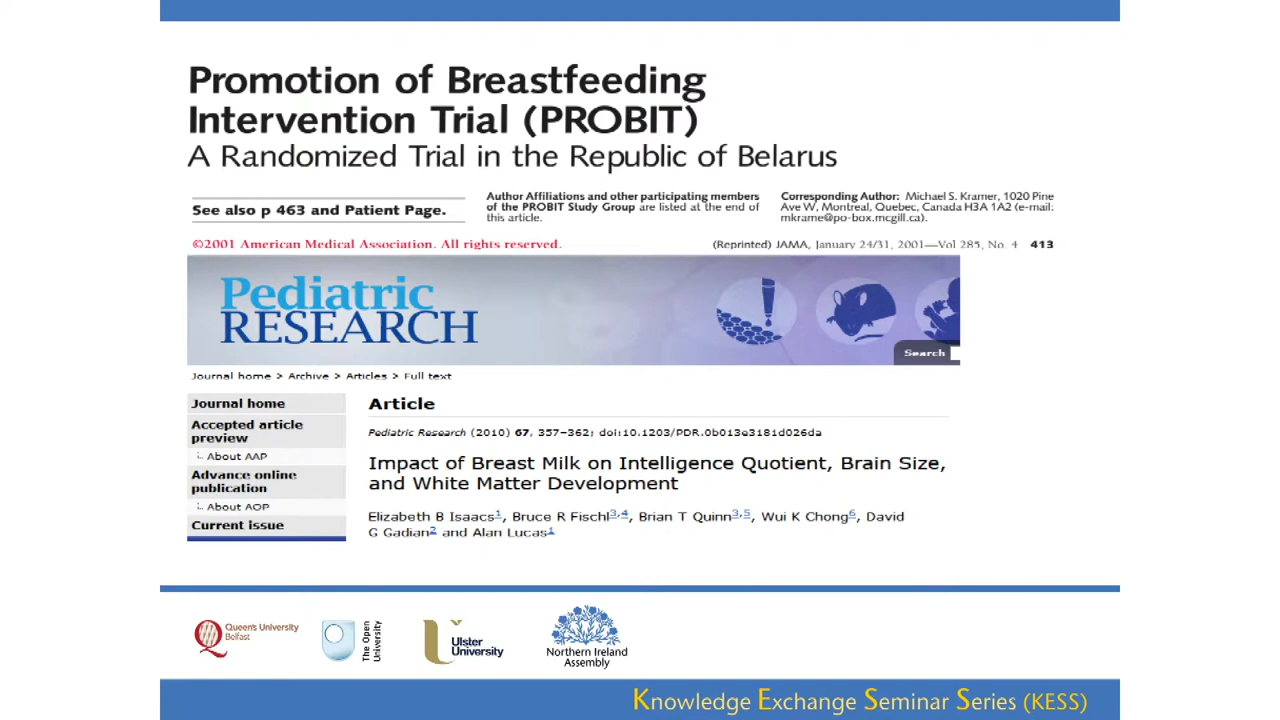 Promotion of Breastfeeding
Intervention Trial (PROBIT)
A Randomized Trial in the Republic of Belarus
See also p 463 and Patient Page.
Author Affiliations and other participating members
of the PROBIT Study Group are listed at the end of
this article.
Corresponding Author: Michael S. Kramer, 1020 Pine
Ave W, Montreal, Quebec, Canada H3A 1A2 (e-mail:
mkrame@po-box.mcgill.ca).
©2001 American Medical Association. All rights reserved.
(Reprinted) JAMA, January 24/31, 2001—Vol 285, No. 4 413
Pediatric
RESEARCH
Search
Journal home > Archive > Articles > Full text
Journal home
Accepted article
preview
About AAP
Advance online
publication
About AOP
Current issue
Article
Pediatric Research (2010) 67, 357–362; doi:10.1203/PDR.0b013e3181d026da
Impact of Breast Milk on Intelligence Quotient, Brain Size,
and White Matter Development
Elizabeth B Isaacs1, Bruce R Fischl3,4, Brian T Quinn3,5, Wui K Chong6, David
G Gadian2 and Alan Lucas1
Queen's University
Belfast
The Open
University
Ulster
University
Northern Ireland
Assembly
Knowledge Exchange Seminar Series (KESS)